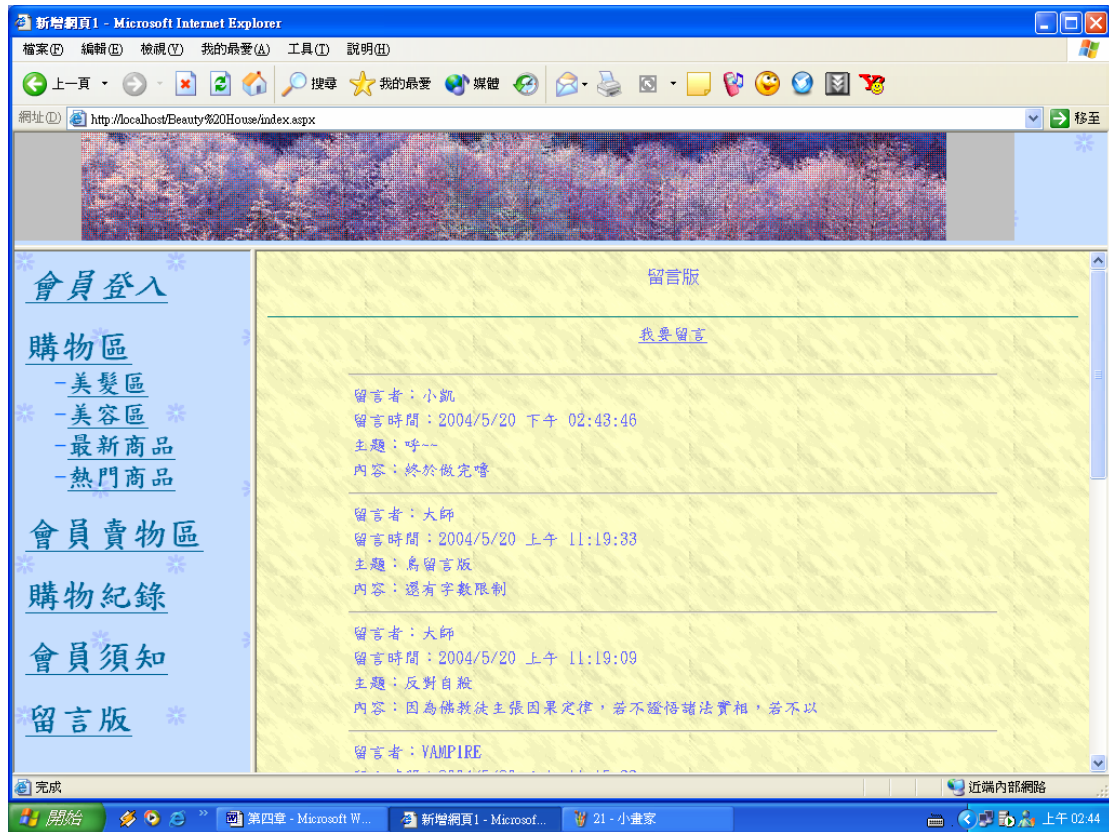 新增網頁1 - Microsoft Internet Explorer
檔案(F) 編輯(E) 檢視(V) 我的最愛(A) 工具(T) 說明(H)
上一頁 搜尋 我的最愛 媒體
網址(D) http://localhost/Beauty%20House/index.aspx 移至
會員登入
購物區
-美髮區
-美容區
-最新商品
-熱門商品
會員賣物區
購物紀錄
會員須知
留言版
留言版
我要留言
留言者：小凱
留言時間：2004/5/20 下午 02:43:46
主題：呼~~
內容：終於做完嚕
留言者：大師
留言時間：2004/5/20 上午 11:19:33
主題：鳥留言版
內容：還有字數限制
留言者：大師
留言時間：2004/5/20 上午 11:19:09
主題：反對自殺
內容：因為佛教徒主張因果定律，若不證悟諸法實相，若不以
留言者：VAMPIRE
完成 近端內部網路
開始 第四章 - Microsoft W... 新增網頁1 - Microsof... 21 - 小畫家 上午 02:44